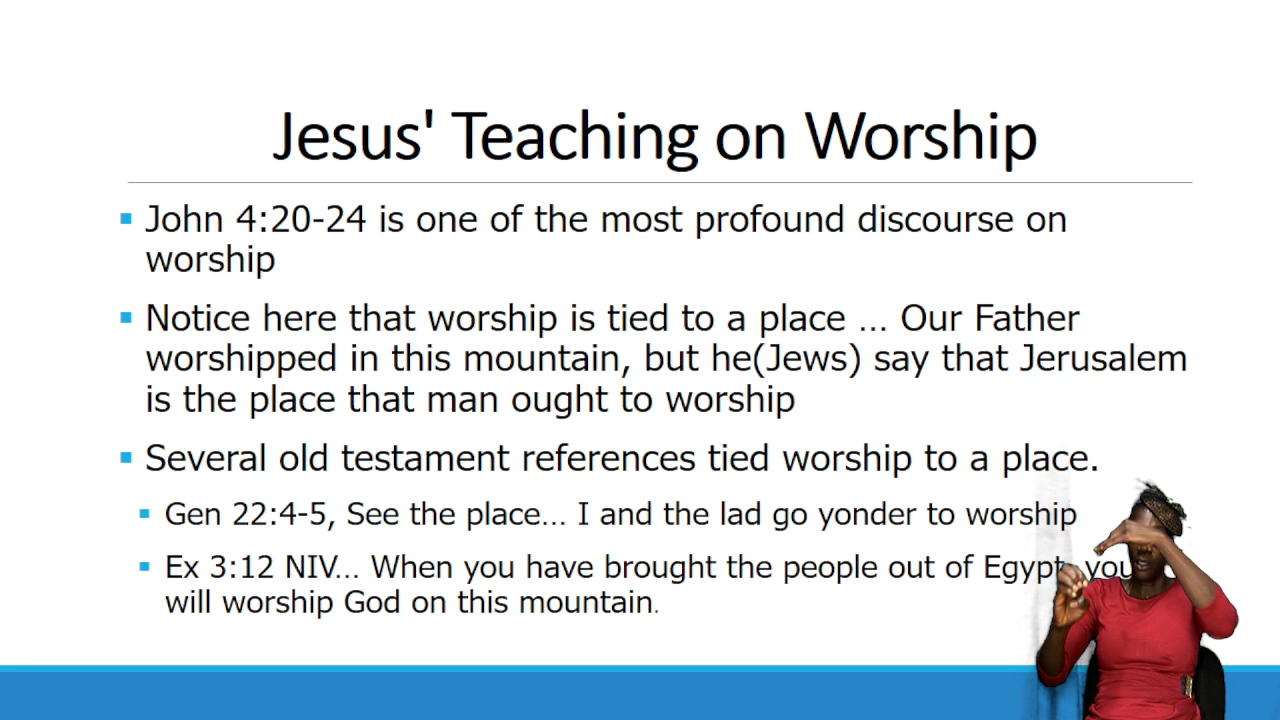 Jesus' Teaching on Worship
John 4:20-24 is one of the most profound discourse on
worship
Notice here that worship is tied to a place ... Our Father
worshipped in this mountain, but he(Jews) say that Jerusalem
is the place that man ought to worship
Several old testament references tied worship to a place.
Gen 22:4-5, See the place... I and the lad go yonder to worship
Ex 3:12 NIV... When you have brought the people out of Egypt, you
will worship God on this mountain.